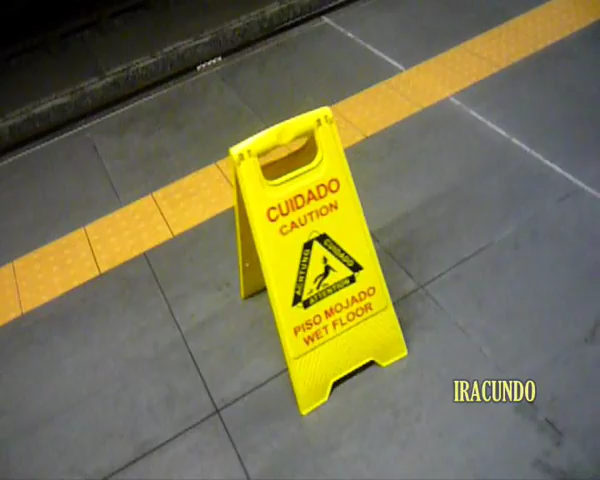 CUIDADO
CAUTION
ACHTUNG
CUIDADO
ATTENTION
PISO MOJADO
WET FLOOR
IRACUNDO